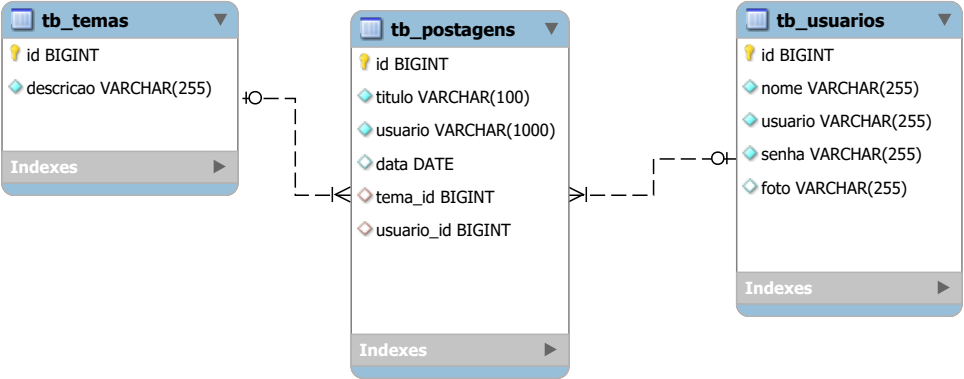 tb_temas
id BIGINT
descricao VARCHAR(255)
Indexes
tb_postagens
id BIGINT
titulo VARCHAR(100)
usuario VARCHAR(1000)
data DATE
tema_id BIGINT
usuario_id BIGINT
Indexes
tb_usuarios
id BIGINT
nome VARCHAR(255)
usuario VARCHAR(255)
senha VARCHAR(255)
foto VARCHAR(255)
Indexes